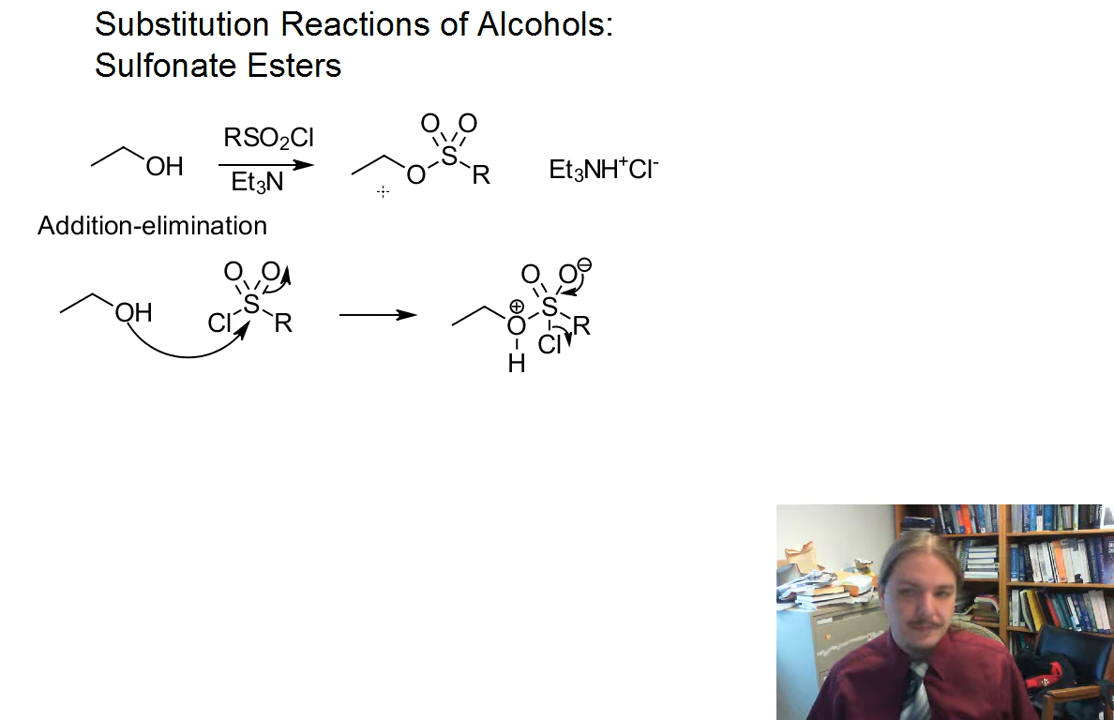 Substitution Reactions of Alcohols:
Sulfonate Esters
RSO₂Cl
OH
Et₃N
O O
S
O R
Et₃NH⁺Cl⁻
Addition-elimination
O O
OH
S
Cl R
O O⊖
⊕ S
O R
Cl
H